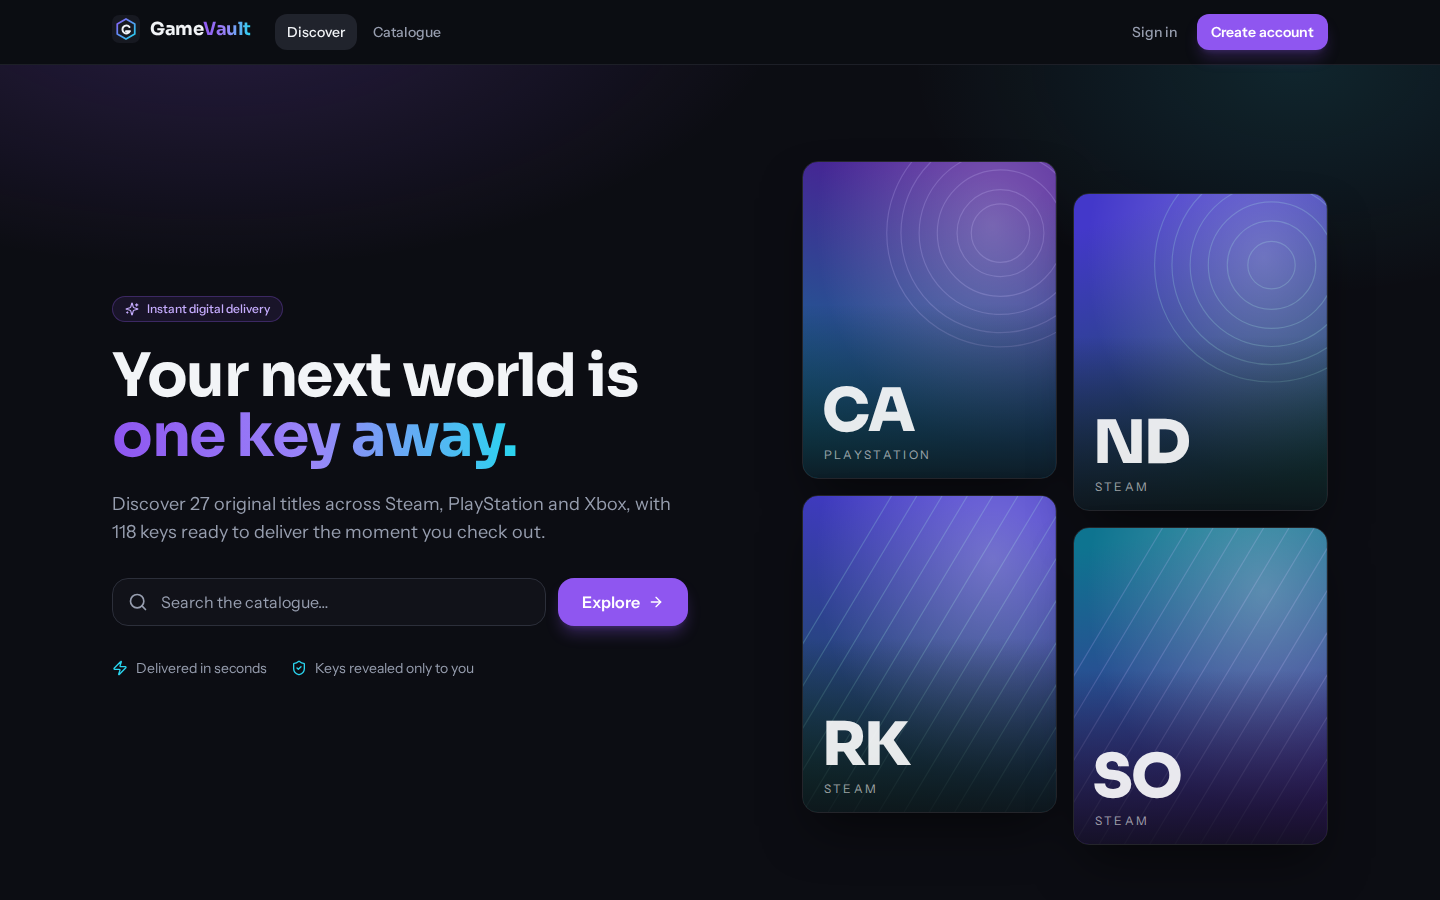 GameVault
Discover
Catalogue
Sign in
Create account
Instant digital delivery
Your next world is
one key away.
Discover 27 original titles across Steam, PlayStation and Xbox, with
118 keys ready to deliver the moment you check out.
Search the catalogue...
Explore
Delivered in seconds
Keys revealed only to you
CA
PLAYSTATION
ND
STEAM
RK
STEAM
SO
STEAM